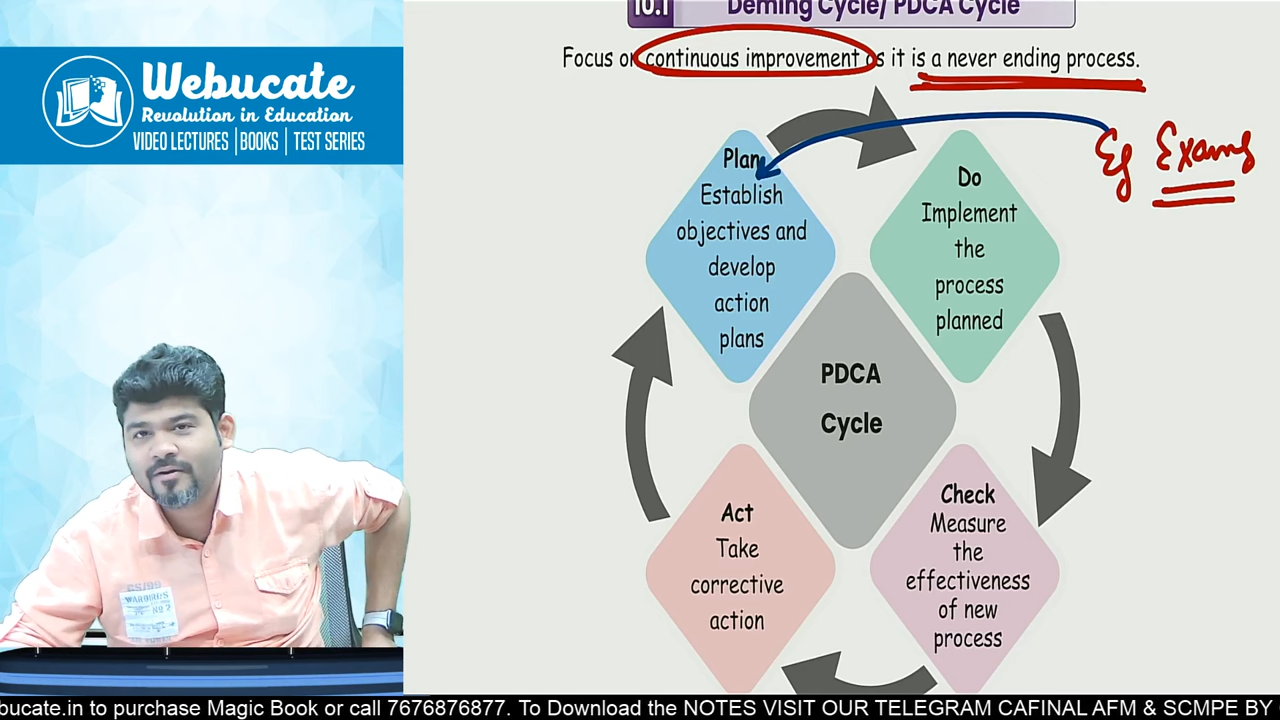 10.1 Deming Cycle/ PDCA Cycle
Webucate
Revolution in Education
VIDEO LECTURES | BOOKS | TEST SERIES
Focus on continuous improvement as it is a never ending process.
Eg Exams
Plan
Establish
objectives and
develop
action
plans
Do
Implement
the
process
planned
PDCA
Cycle
Act
Take
corrective
action
Check
Measure
the
effectiveness
of new
process
bucate.in to purchase Magic Book or call 7676876877. To Download the NOTES VISIT OUR TELEGRAM CAFINAL AFM & SCMPE BY